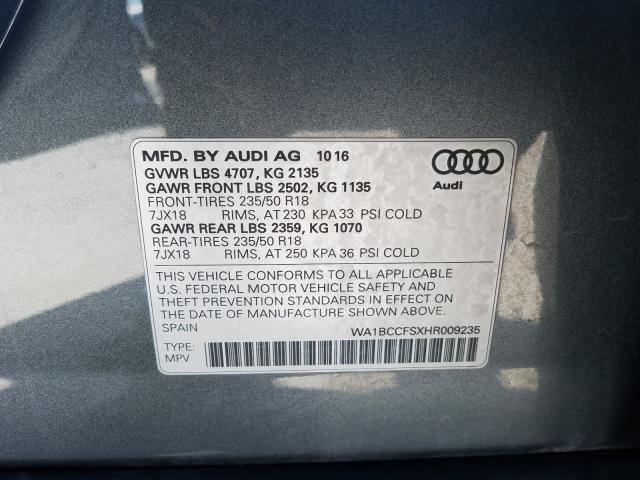 MFD. BY AUDI AG 10 16
GVWR LBS 4707, KG 2135
GAWR FRONT LBS 2502, KG 1135
FRONT-TIRES 235/50 R18
7JX18 RIMS, AT 230 KPA 33 PSI COLD
GAWR REAR LBS 2359, KG 1070
REAR-TIRES 235/50 R18
7JX18 RIMS, AT 250 KPA 36 PSI COLD
Audi
THIS VEHICLE CONFORMS TO ALL APPLICABLE
U.S. FEDERAL MOTOR VEHICLE SAFETY AND
THEFT PREVENTION STANDARDS IN EFFECT ON
THE DATE OF MANUFACTURE SHOWN ABOVE.
SPAIN WA1BCCFSXHR009235
TYPE:
MPV